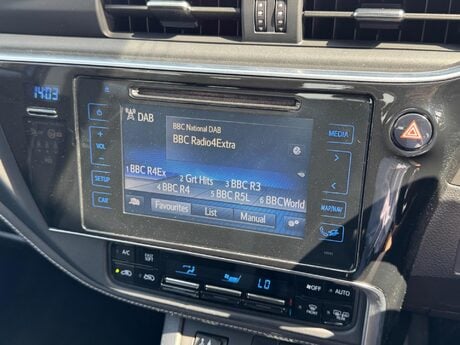 14:03
DAB
BBC National DAB
BBC Radio4Extra
MEDIA
VOL
SETUP
CAR
MAP/NAV
1 BBC R4Ex 2 Grt Hits 3 BBC R3
4 BBC R4 5 BBC R5L 6 BBCWorld
Favourites List Manual
A/C
LO
OFF
AUTO
FRONT